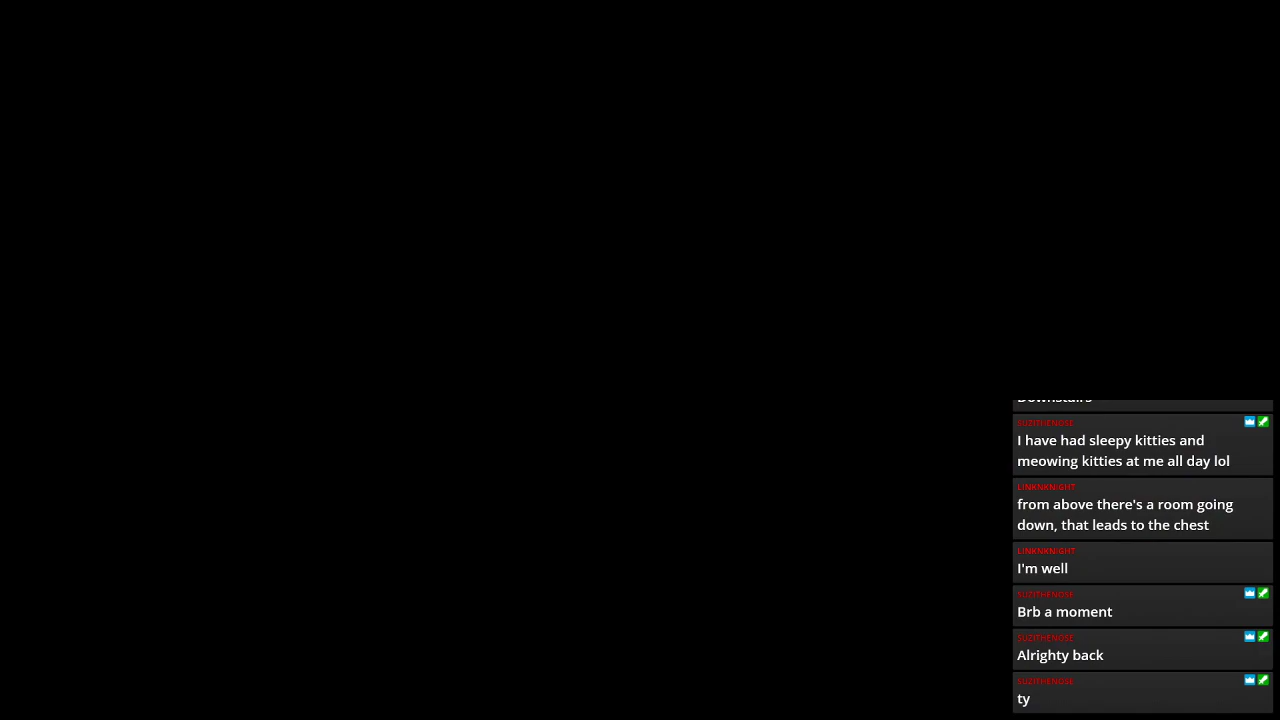 Downstairs
SUZITHENOSE
I have had sleepy kitties and
meowing kitties at me all day lol
LINKNKNIGHT
from above there's a room going
down, that leads to the chest
LINKNKNIGHT
I'm well
SUZITHENOSE
Brb a moment
SUZITHENOSE
Alrighty back
SUZITHENOSE
ty